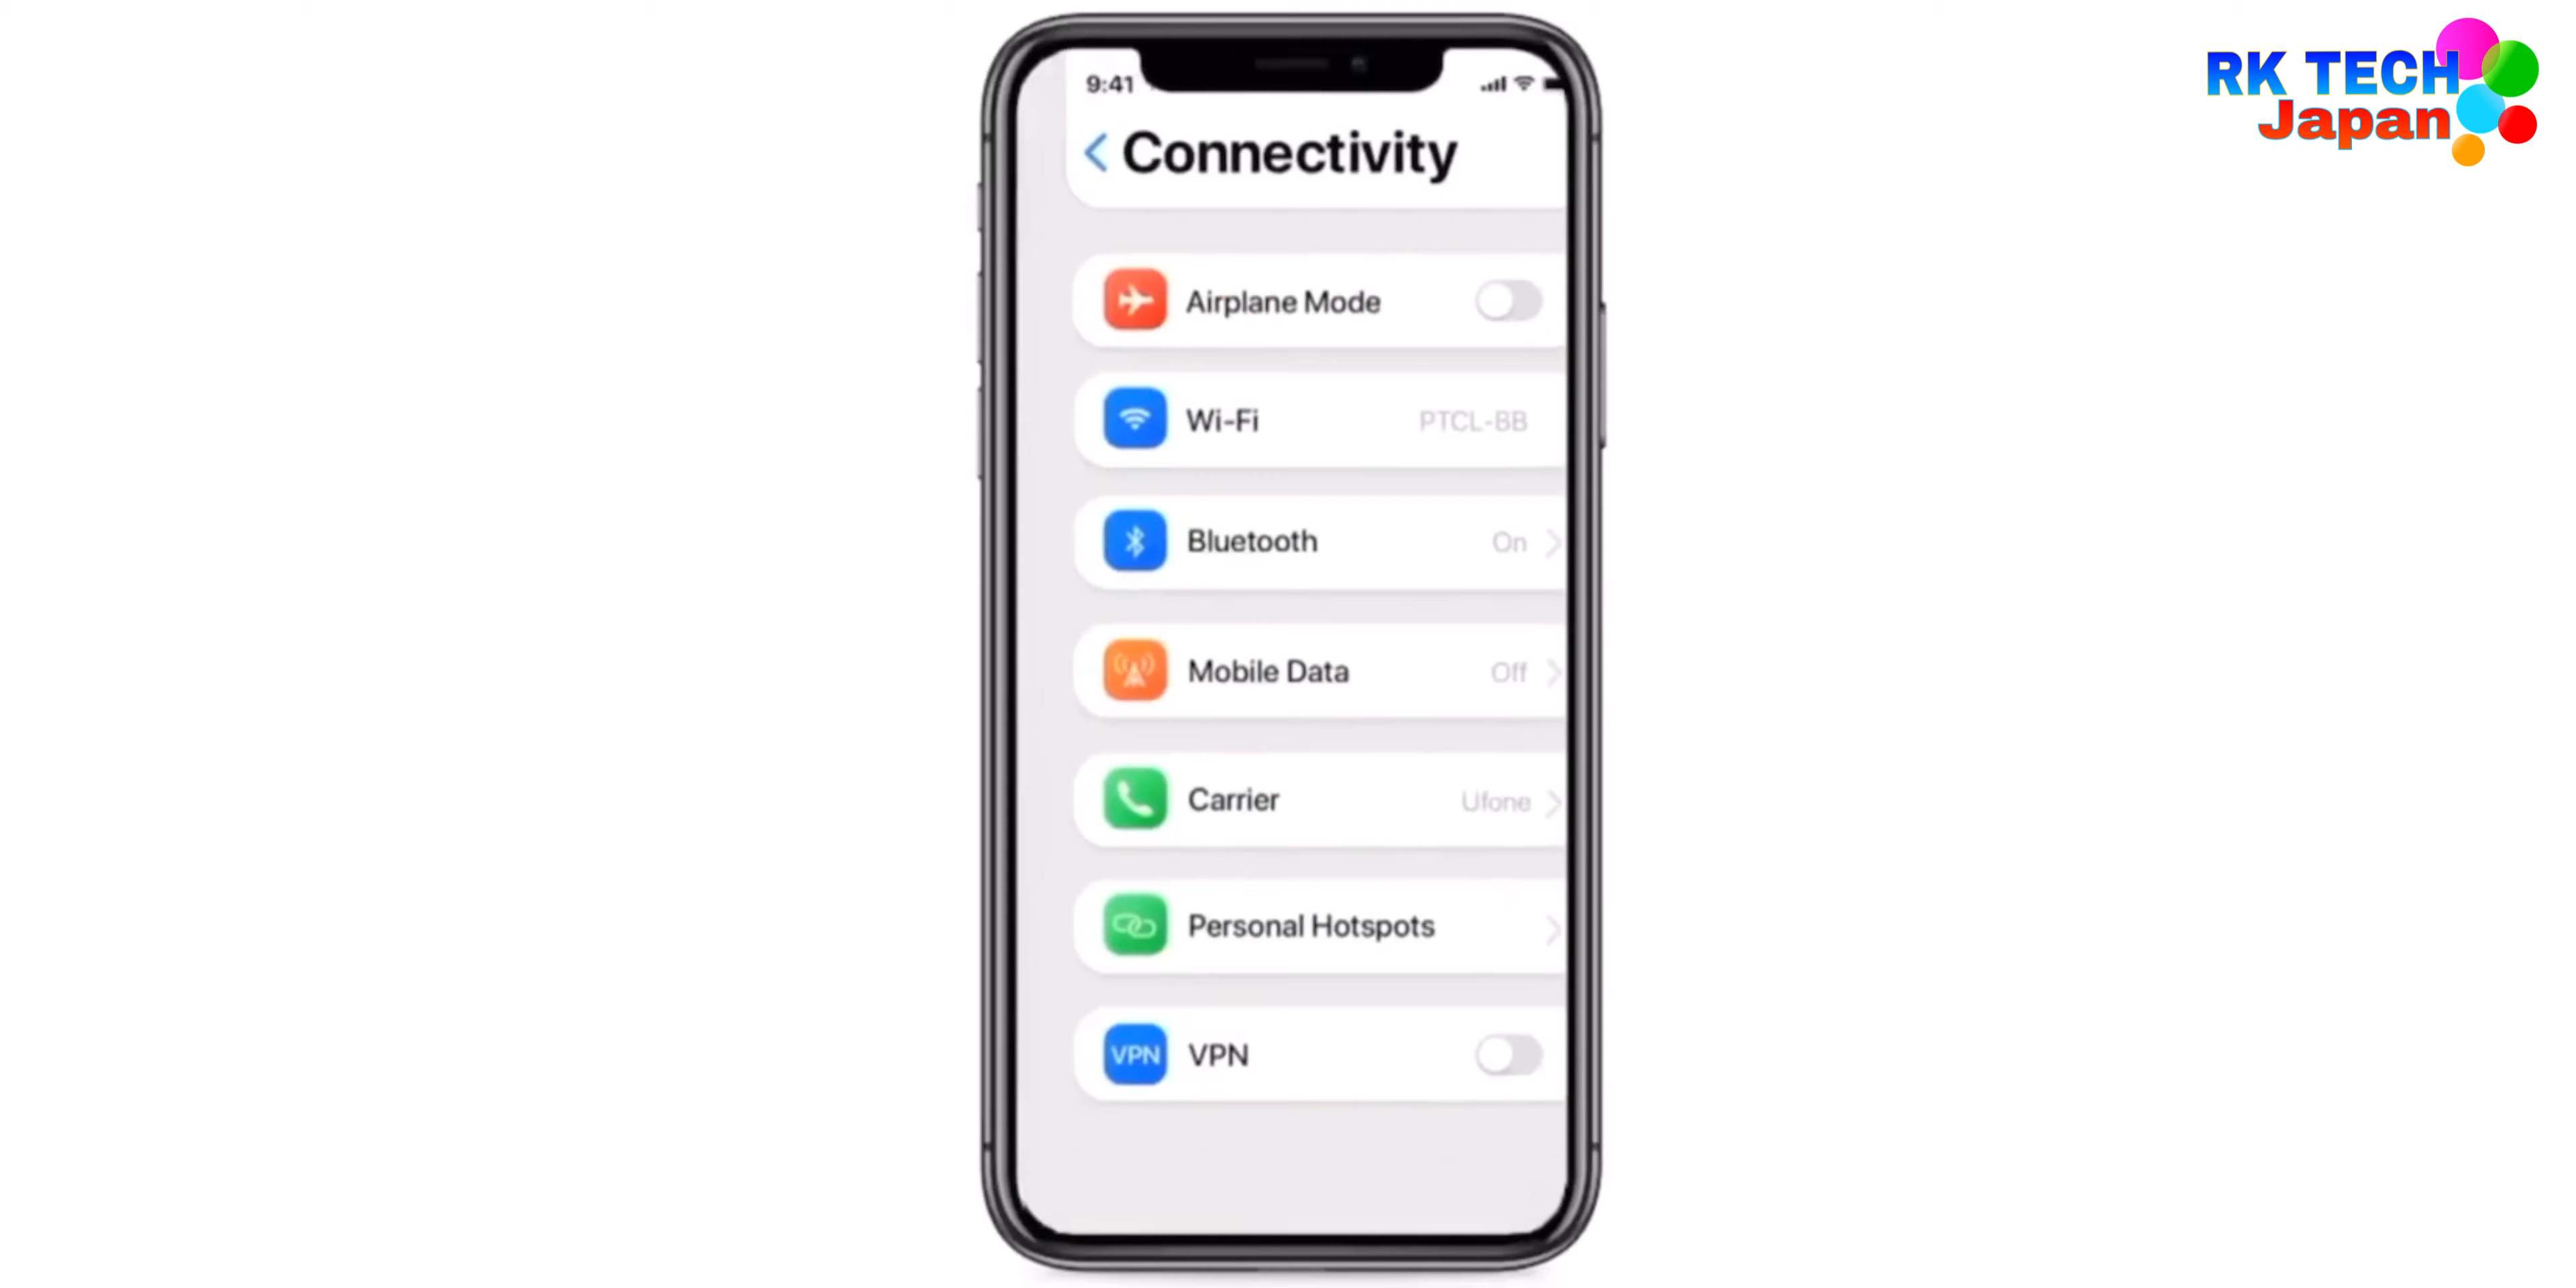 RK TECH
Japan
9:41
Connectivity
Airplane Mode
Wi-Fi PTCL-BB
Bluetooth On
Mobile Data Off
Carrier Ufone
Personal Hotspots
VPN VPN